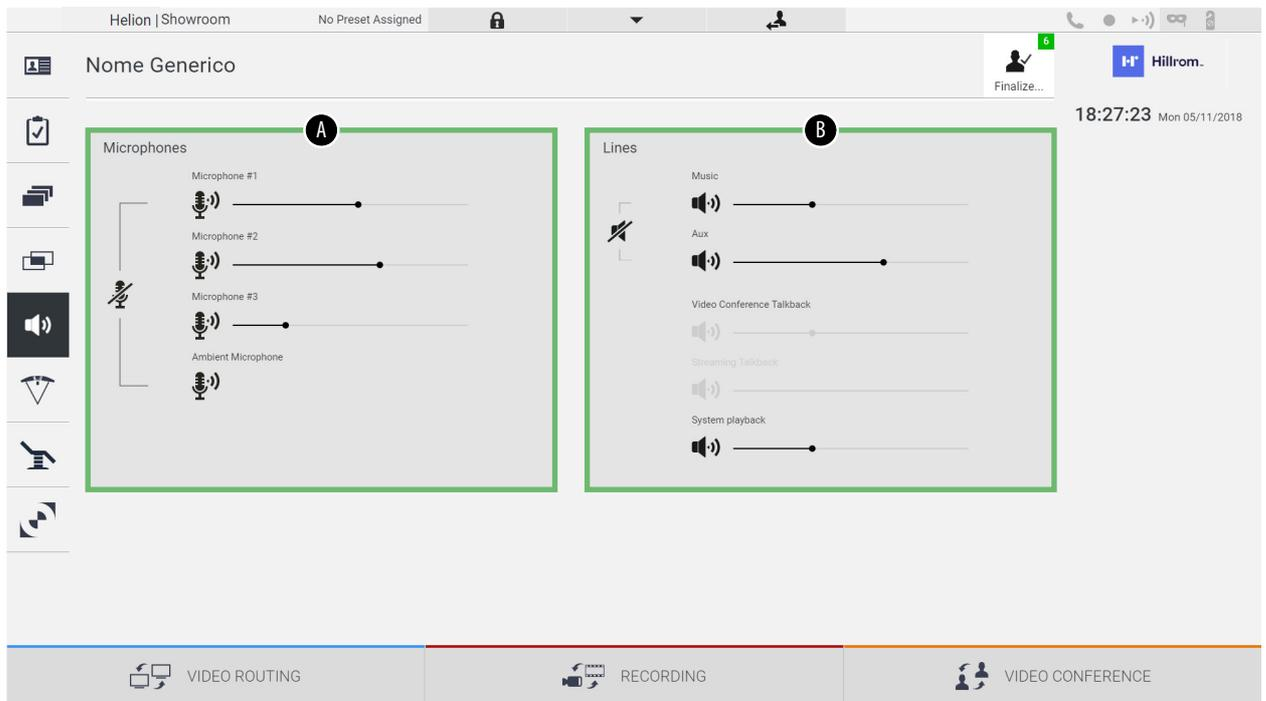 Helion | Showroom
No Preset Assigned
Nome Generico
6
Finalize...
Hillrom™
18:27:23 Mon 05/11/2018
A
Microphones
Microphone #1
Microphone #2
Microphone #3
Ambient Microphone
B
Lines
Music
Aux
Video Conference Talkback
Streaming Talkback
System playback
VIDEO ROUTING
RECORDING
VIDEO CONFERENCE